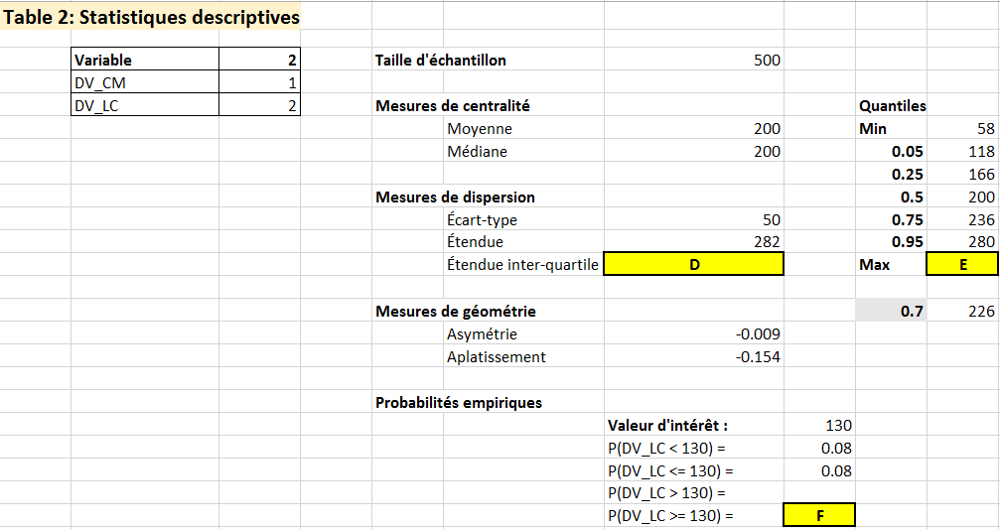 Table 2: Statistiques descriptives
Variable 2 Taille d'échantillon 500
DV_CM 1
DV_LC 2 Mesures de centralité Quantiles
Moyenne 200 Min 58
Médiane 200 0.05 118
0.25 166
Mesures de dispersion 0.5 200
Écart-type 50 0.75 236
Étendue 282 0.95 280
Étendue inter-quartile D Max E
Mesures de géométrie 0.7 226
Asymétrie -0.009
Aplatissement -0.154
Probabilités empiriques
Valeur d'intérêt : 130
P(DV_LC < 130) = 0.08
P(DV_LC <= 130) = 0.08
P(DV_LC > 130) =
P(DV_LC >= 130) = F